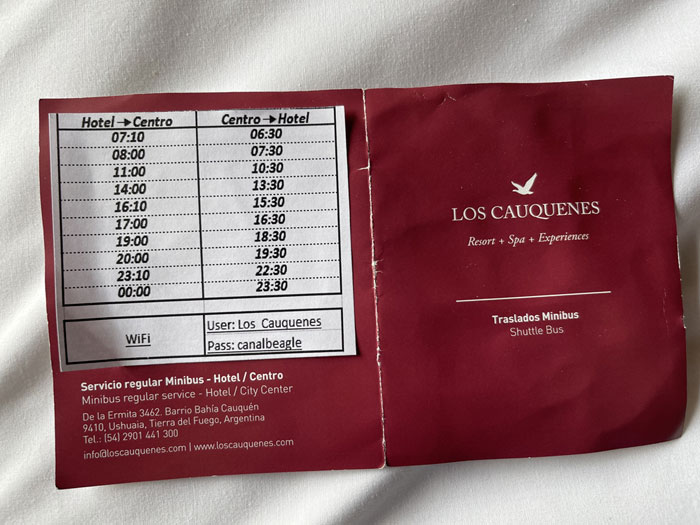 Hotel → Centro Centro → Hotel
07:10 06:30
08:00 07:30
11:00 10:30
14:00 13:30
16:10 15:30
17:00 16:30
19:00 18:30
20:00 19:30
23:10 22:30
00:00 23:30
WiFi
User: Los Cauquenes
Pass: canalbeagle
Servicio regular Minibus - Hotel / Centro
Minibus regular service - Hotel / City Center
De la Ermita 3462. Barrio Bahía Cauquén
9410, Ushuaia, Tierra del Fuego, Argentina
Tel.: (54) 2901 441 300
info@loscauquenes.com | www.loscauquenes.com
LOS CAUQUENES
Resort + Spa + Experiences
Traslados Minibus
Shuttle Bus